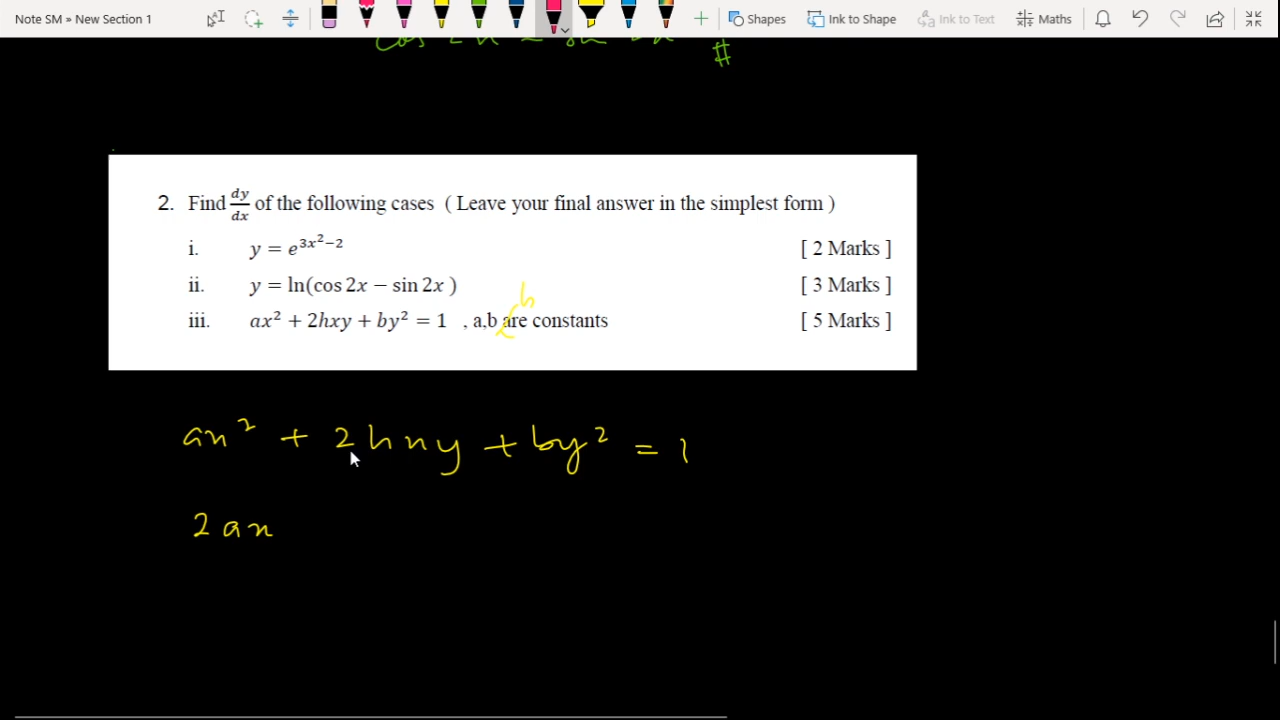 Note SM » New Section 1
Shapes
Ink to Shape
Ink to Text
Maths
2. Find dy/dx of the following cases ( Leave your final answer in the simplest form )
i. y = e^{3x²−2} [ 2 Marks ]
ii. y = ln(cos 2x − sin 2x ) [ 3 Marks ]
h
iii. ax² + 2hxy + by² = 1 , a,b are constants [ 5 Marks ]
ax² + 2hxy + by² = 1
2ax